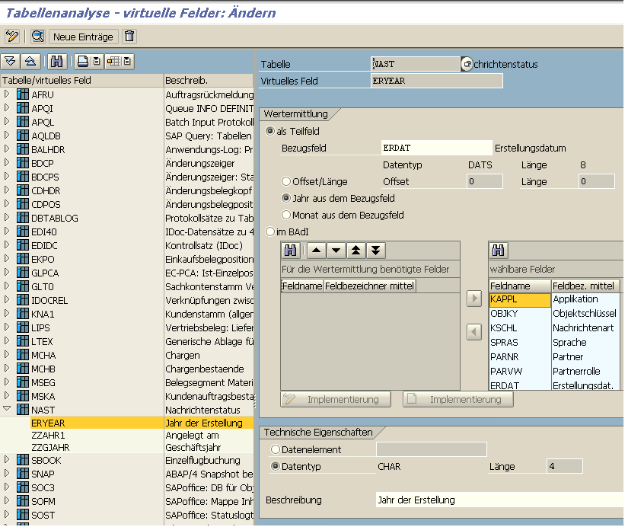 Tabellenanalyse - virtuelle Felder: Ändern
Neue Einträge
Tabelle/virtuelles Feld Beschreib.
AFRU Auftragsrückmeldung
APQI Queue INFO DEFINIT
APQL Batch Input Protokoll
AQLDB SAP Query: Tabellen
BALHDR Anwendungs-Log: Pr
BDCP Änderungszeiger
BDCPS Änderungszeiger: Sta
CDHDR Änderungsbelegkopf
CDPOS Änderungsbelegposit
DBTABLOG Protokollsätze zu Tab
EDI40 IDoc-Datensätze zu 4
EDIDC Kontrollsatz (IDoc)
EKPO Einkaufsbelegposition
GLPCA EC-PCA: Ist-Einzelpos
GLT0 Sachkontenstamm V
IDOCREL Verknüpfungen zwisc
KNA1 Kundenstamm (allgen
LIPS Vertriebsbeleg: Liefer
LTEX Generische Ablage fü
MCHA Chargen
MCHB Chargenbestaende
MSEG Belegsegment Materi
MSKA Kundenauftragsbesta
NAST Nachrichtenstatus
ERYEAR Jahr der Erstellung
ZZAHR1 Angelegt am
ZZGJAHR Geschäftsjahr
SBOOK Einzelflugbuchung
SNAP ABAP/4 Snapshot be
SOC3 SAPoffice: DB für Obj
SOFM SAPoffice: Mappe Inh
SOST SAPoffice: Statuslogt
Tabelle NAST chrichtenstatus
Virtuelles Feld ERYEAR
Wertermittlung
als Teilfeld
Bezugsfeld ERDAT Erstellungsdatum
Datentyp DATS Länge 8
Offset/Länge Offset 0 Länge 0
Jahr aus dem Bezugsfeld
Monat aus dem Bezugsfeld
im BAdI
Für die Wertermittlung benötigte Felder
Feldname Feldbezeichner mittel
wählbare Felder
Feldname Feldbez. mittel
KAPPL Applikation
OBJKY Objektschlüssel
KSCHL Nachrichtenart
SPRAS Sprache
PARNR Partner
PARVW Partnerrolle
ERDAT Erstellungsdat.
Implementierung Implementierung
Technische Eigenschaften
Datenelement
Datentyp CHAR Länge 4
Beschreibung Jahr der Erstellung